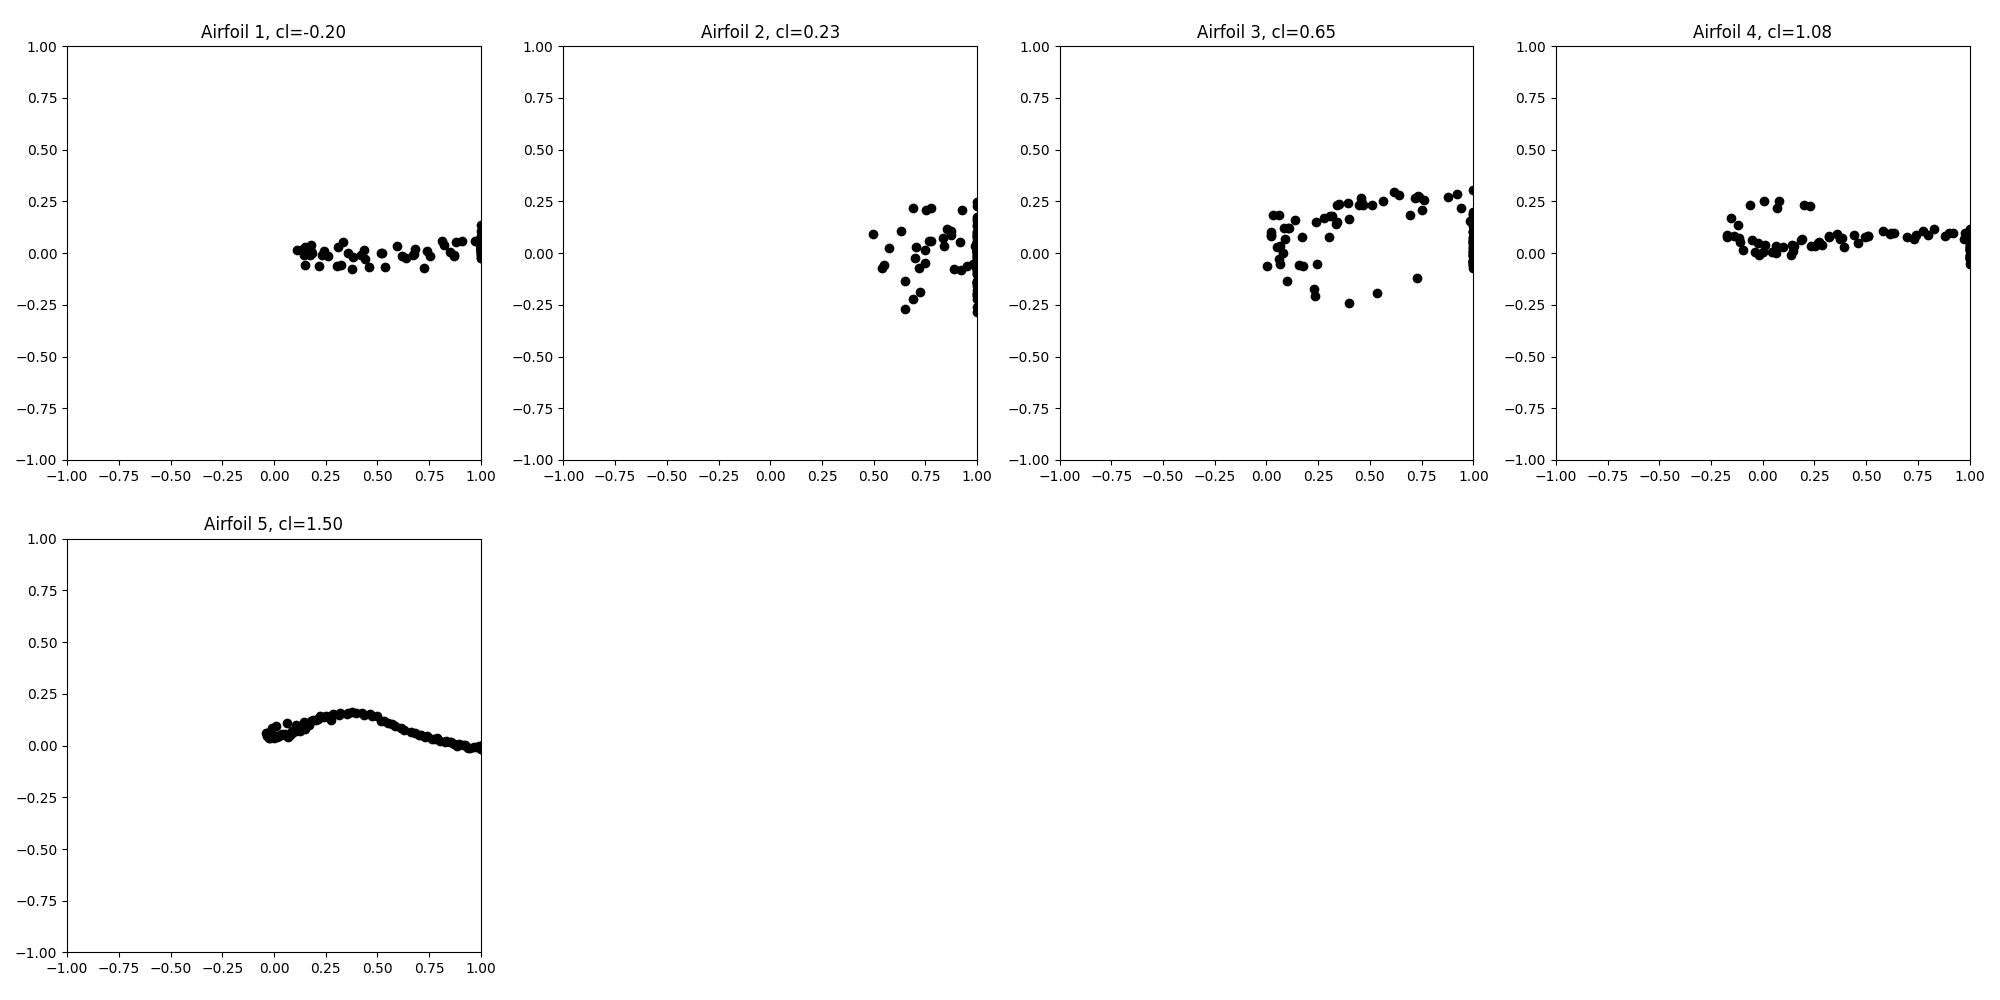 Airfoil 1, cl=-0.20
Airfoil 2, cl=0.23
Airfoil 3, cl=0.65
Airfoil 4, cl=1.08
1.00 1.00 1.00 1.00
0.75 0.75 0.75 0.75
0.50 0.50 0.50 0.50
0.25 0.25 0.25 0.25
0.00 0.00 0.00 0.00
−0.25 −0.25 −0.25 −0.25
−0.50 −0.50 −0.50 −0.50
−0.75 −0.75 −0.75 −0.75
−1.00 −1.00 −1.00 −1.00
−1.00 −0.75 −0.50 −0.25 0.00 0.25 0.50 0.75 1.00
−1.00 −0.75 −0.50 −0.25 0.00 0.25 0.50 0.75 1.00
−1.00 −0.75 −0.50 −0.25 0.00 0.25 0.50 0.75 1.00
−1.00 −0.75 −0.50 −0.25 0.00 0.25 0.50 0.75 1.00
Airfoil 5, cl=1.50
1.00
0.75
0.50
0.25
0.00
−0.25
−0.50
−0.75
−1.00
−1.00 −0.75 −0.50 −0.25 0.00 0.25 0.50 0.75 1.00